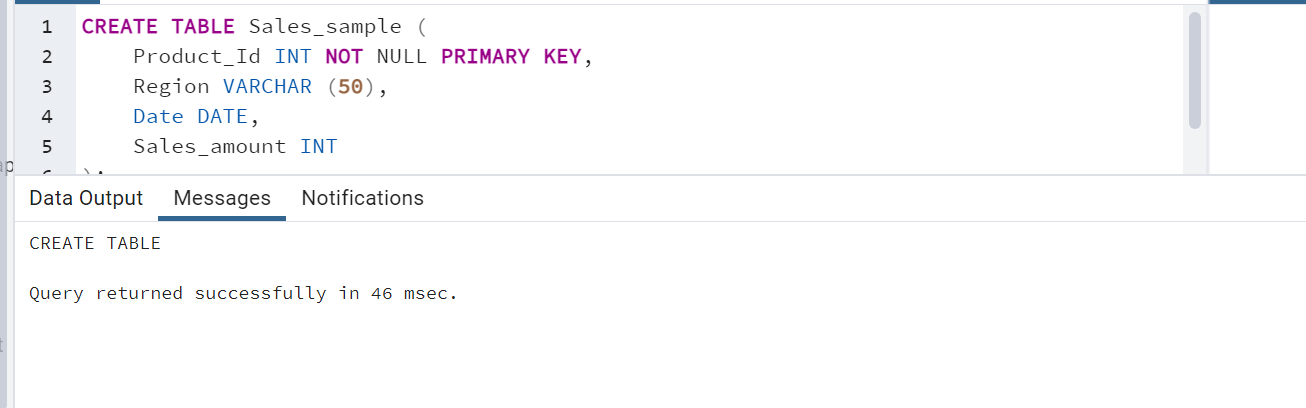 1 CREATE TABLE Sales_sample (
2 Product_Id INT NOT NULL PRIMARY KEY,
3 Region VARCHAR (50),
4 Date DATE,
5 Sales_amount INT
Data Output Messages Notifications
CREATE TABLE
Query returned successfully in 46 msec.